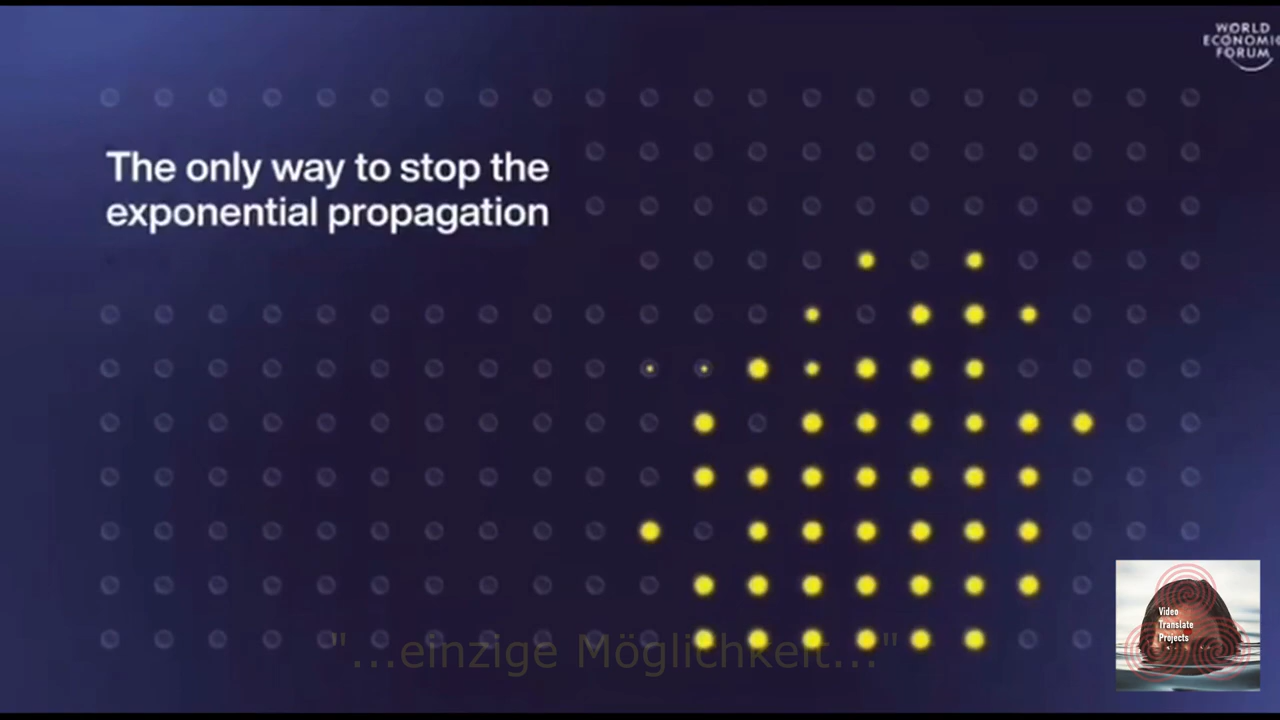 WORLD
ECONOMIC
FORUM
The only way to stop the
exponential propagation
Video
Translate
Projects
"...einzige Möglichkeit..."